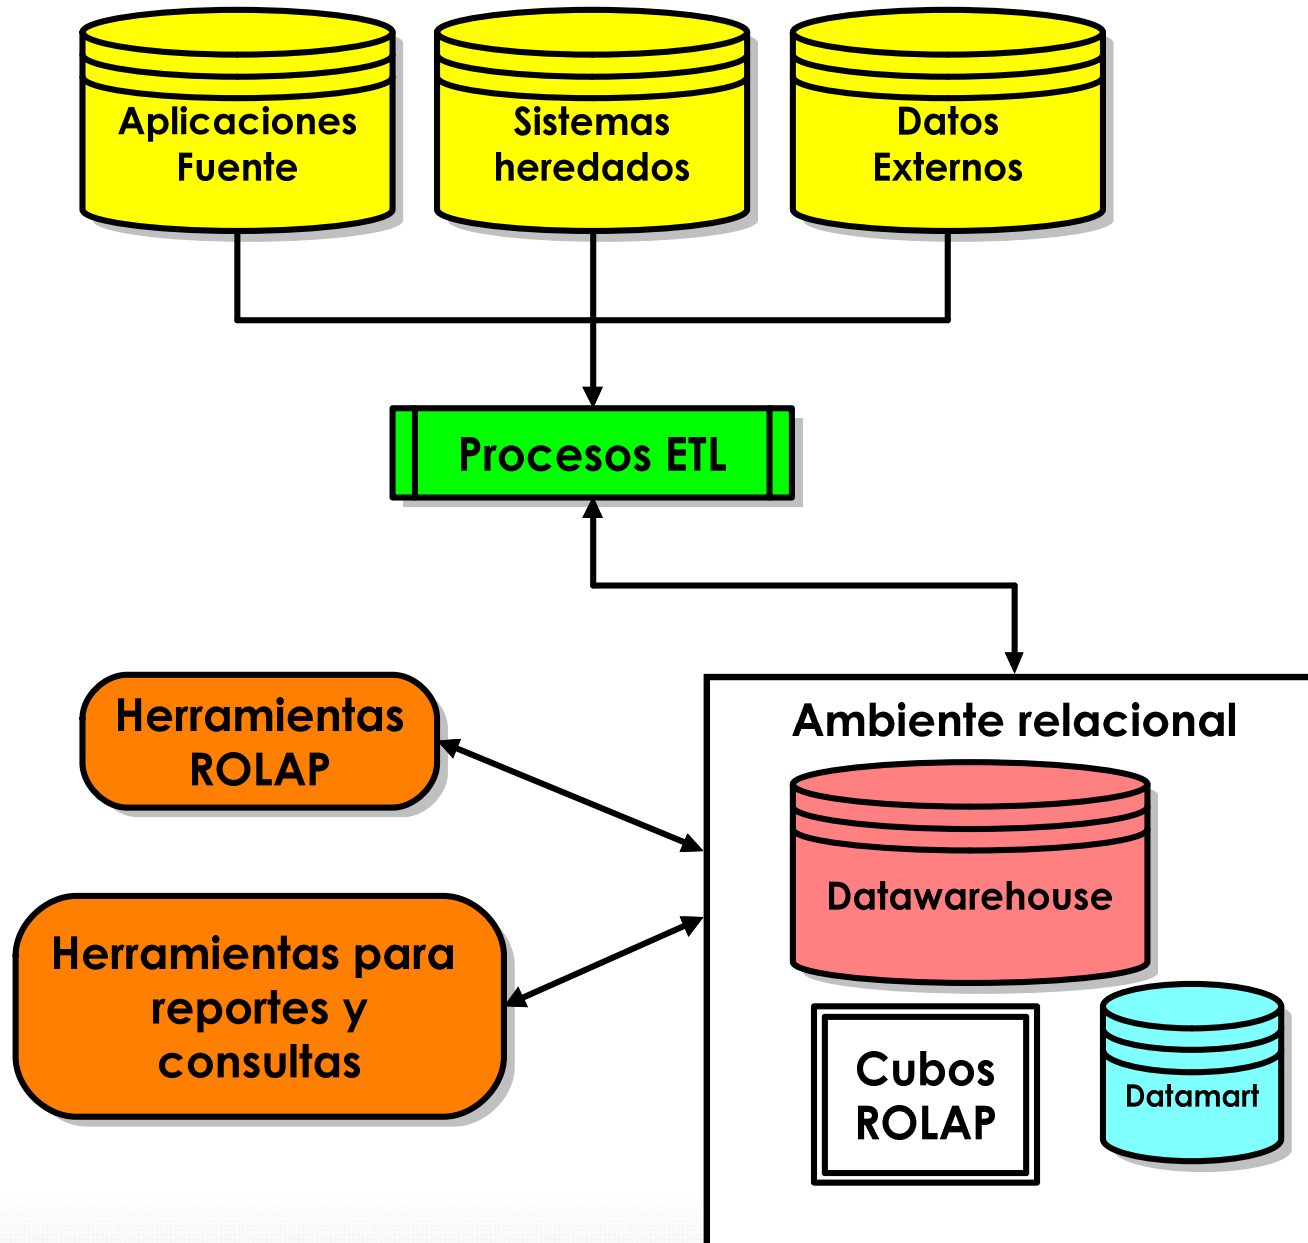 Aplicaciones
Fuente
Sistemas
heredados
Datos
Externos
Procesos ETL
Herramientas
ROLAP
Ambiente relacional
Datawarehouse
Herramientas para
reportes y
consultas
Cubos
ROLAP
Datamart